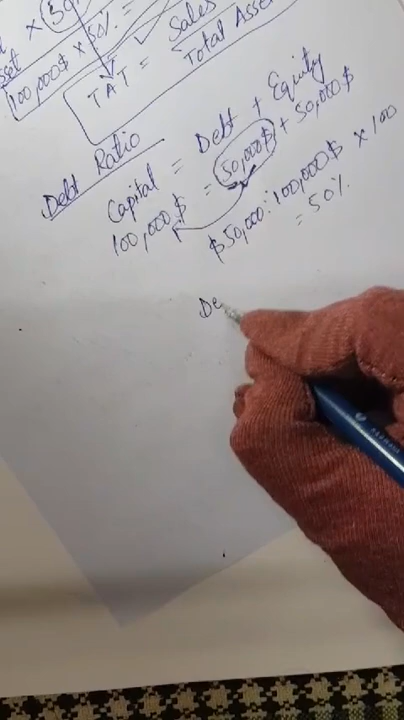 × 
Sales
Total Asset
100,000$ × 50% =
TAT =
Debt Ratio
Capital = Debt + Equity
100,000$ = 50,000$ + 50,000$
$50,000 : 100,000$ × 100
= 50%
De